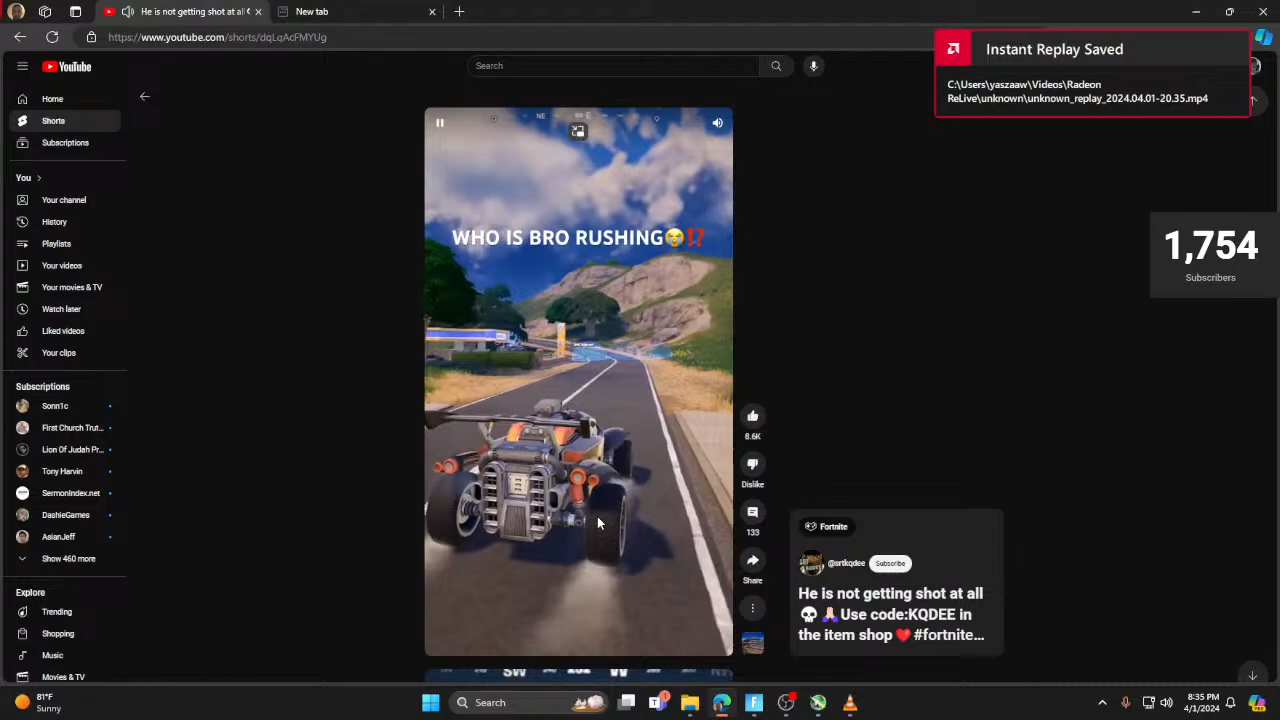 He is not getting shot at all
New tab
https://www.youtube.com/shorts/dqLqAcFMYUg
Instant Replay Saved
C:\Users\yaszaaw\Videos\Radeon
ReLive\unknown\unknown_replay_2024.04.01-20.35.mp4
YouTube
Search
Home
Shorts
Subscriptions
You
Your channel
History
Playlists
Your videos
Your movies & TV
Watch later
Liked videos
Your clips
Subscriptions
Sonn1c
First Church Trut...
Lion Of Judah Pr...
Tony Harvin
SermonIndex.net
DashieGames
AsianJeff
Show 460 more
Explore
Trending
Shopping
Music
Movies & TV
NE
E
WHO IS BRO RUSHING😭⁉️
1,754
Subscribers
8.6K
Dislike
133
Share
Fortnite
@srtkqdee
Subscribe
He is not getting shot at all
💀🙏🏻Use code:KQDEE in
the item shop ❤️#fortnite...
SW
W
81°F
Sunny
Search
1
8:35 PM
4/1/2024